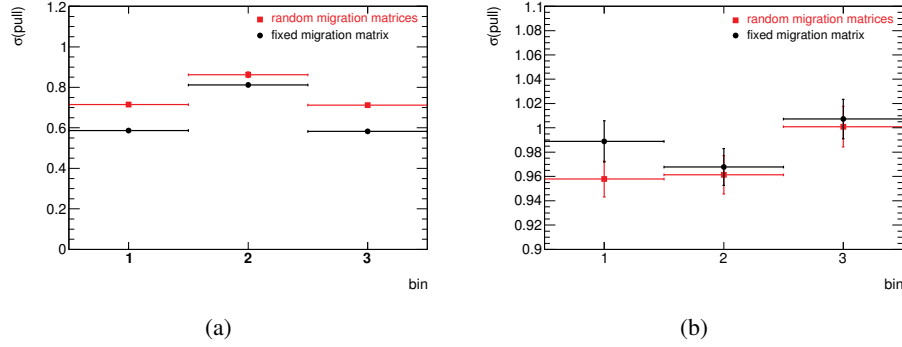 σ(pull)
1.2
1
0.8
0.6
0.4
0.2
0
random migration matrices
fixed migration matrix
1 2 3
bin
(a)
σ(pull)
1.1
1.08
1.06
1.04
1.02
1
0.98
0.96
0.94
0.92
0.9
random migration matrices
fixed migration matrix
1 2 3
bin
(b)